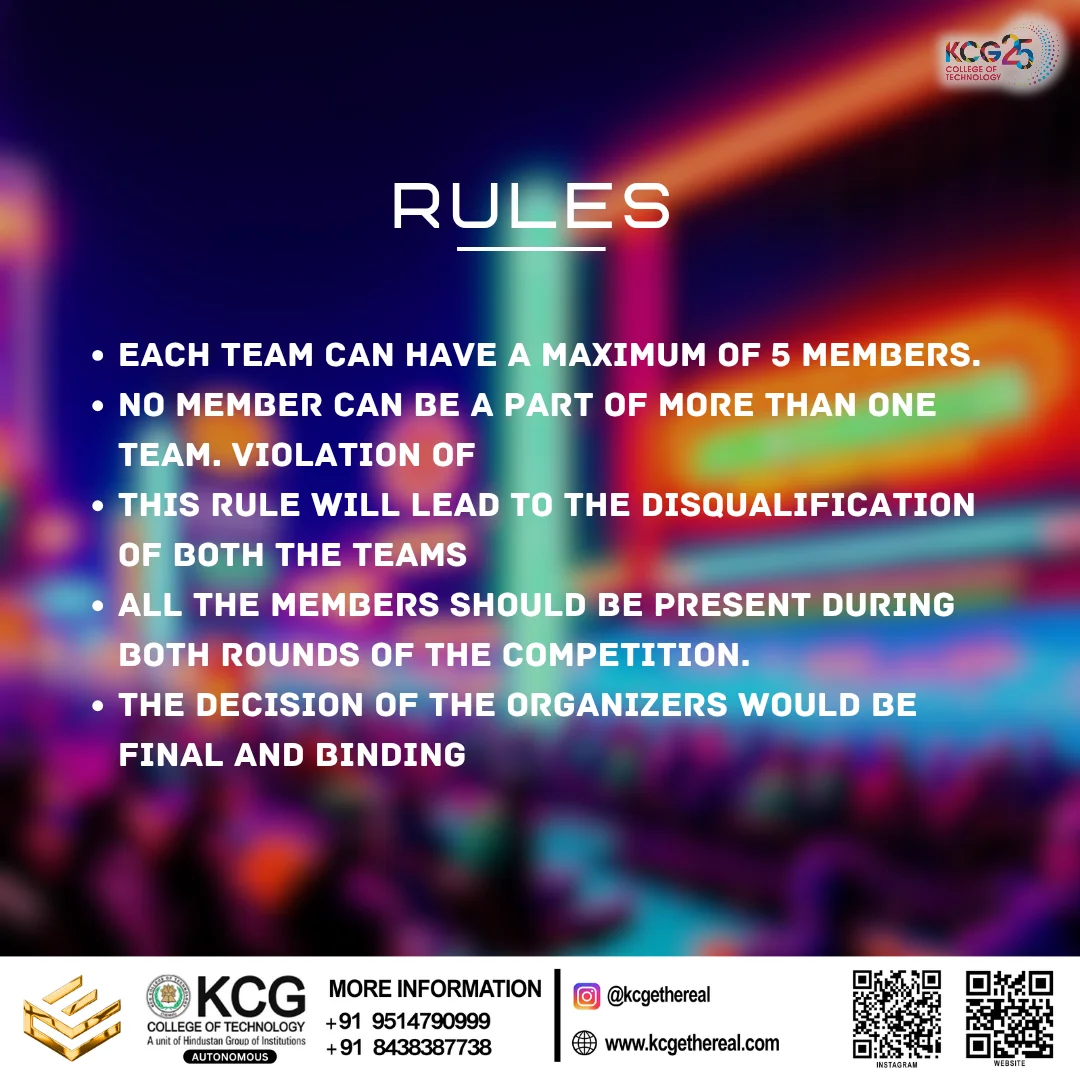 KCG25
COLLEGE OF
TECHNOLOGY
RULES
• EACH TEAM CAN HAVE A MAXIMUM OF 5 MEMBERS.
• NO MEMBER CAN BE A PART OF MORE THAN ONE
TEAM. VIOLATION OF
• THIS RULE WILL LEAD TO THE DISQUALIFICATION
OF BOTH THE TEAMS
• ALL THE MEMBERS SHOULD BE PRESENT DURING
BOTH ROUNDS OF THE COMPETITION.
• THE DECISION OF THE ORGANIZERS WOULD BE
FINAL AND BINDING
KCG
COLLEGE OF TECHNOLOGY
A unit of Hindustan Group of Institutions
AUTONOMOUS
MORE INFORMATION
+91 9514790999
+91 8438387738
@kcgethereal
www.kcgethereal.com
INSTAGRAM
WEBSITE